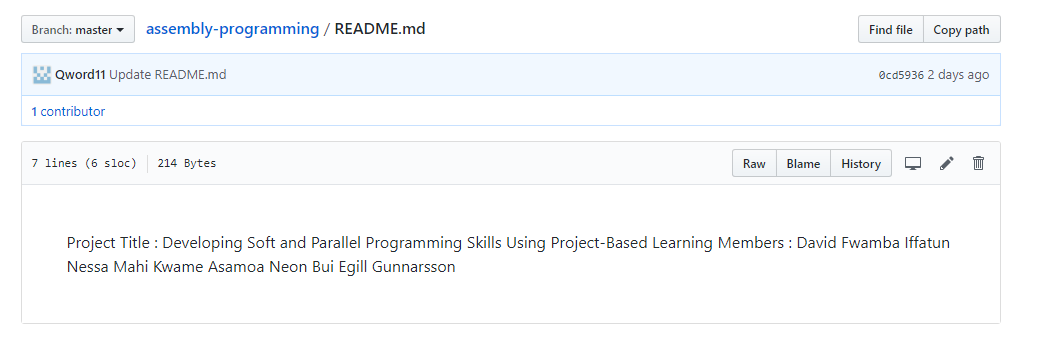 Branch: master assembly-programming / README.md Find file Copy path
Qword11 Update README.md 0cd5936 2 days ago
1 contributor
7 lines (6 sloc) 214 Bytes Raw Blame History
Project Title : Developing Soft and Parallel Programming Skills Using Project-Based Learning Members : David Fwamba Iffatun
Nessa Mahi Kwame Asamoa Neon Bui Egill Gunnarsson